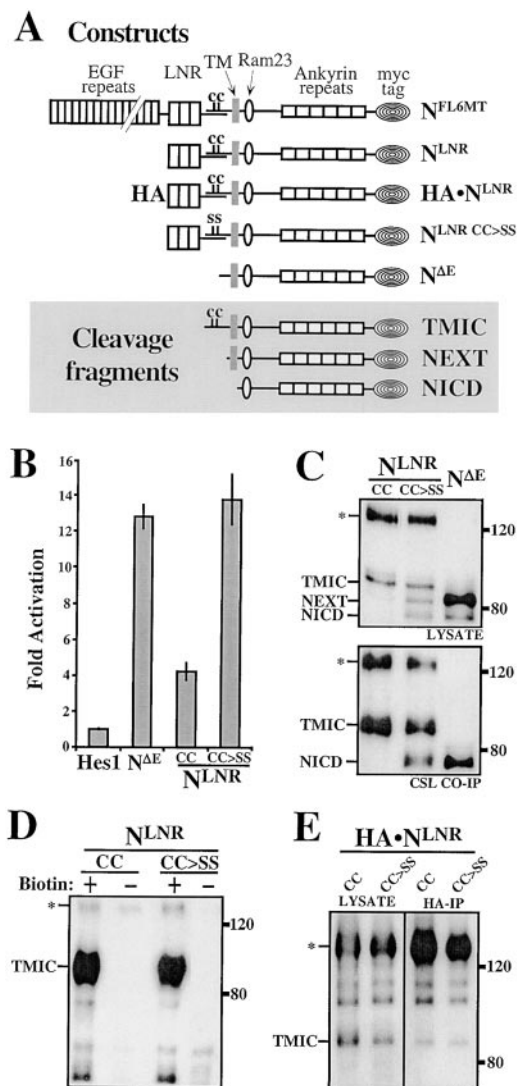 A Constructs
EGF repeats
LNR
TM
Ram23
Ankyrin repeats
myc tag
CC
N^FL6MT
CC
N^LNR
HA
CC
HA•N^LNR
SS
N^LNR CC>SS
N^ΔE
Cleavage fragments
CC
TMIC
NEXT
NICD
B
Fold Activation
16
14
12
10
8
6
4
2
0
Hes1
N^ΔE
CC
CC>SS
N^LNR
C
N^LNR
N^ΔE
CC
CC>SS
*
120
TMIC
NEXT
NICD
80
LYSATE
*
120
TMIC
80
NICD
CSL CO-IP
D
N^LNR
CC
CC>SS
Biotin: + − + −
*
120
TMIC
80
E
HA•N^LNR
CC
CC>SS
CC
CC>SS
LYSATE
HA-IP
*
120
TMIC
80